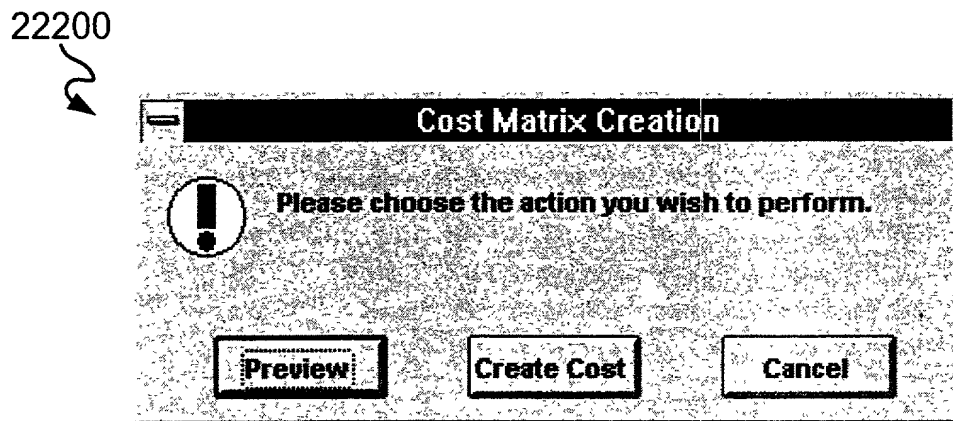 22200
Cost Matrix Creation
Please choose the action you wish to perform.
Preview Create Cost Cancel